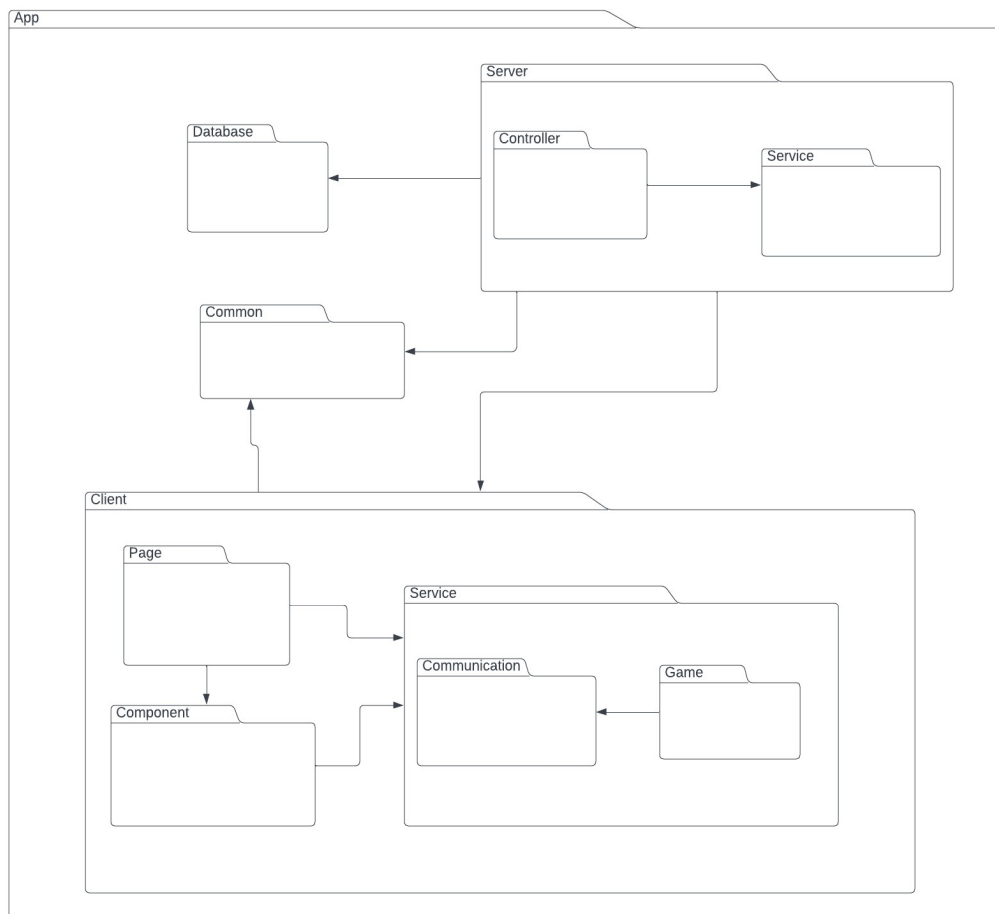 App
Server
Database
Controller
Service
Common
Client
Page
Service
Communication
Game
Component